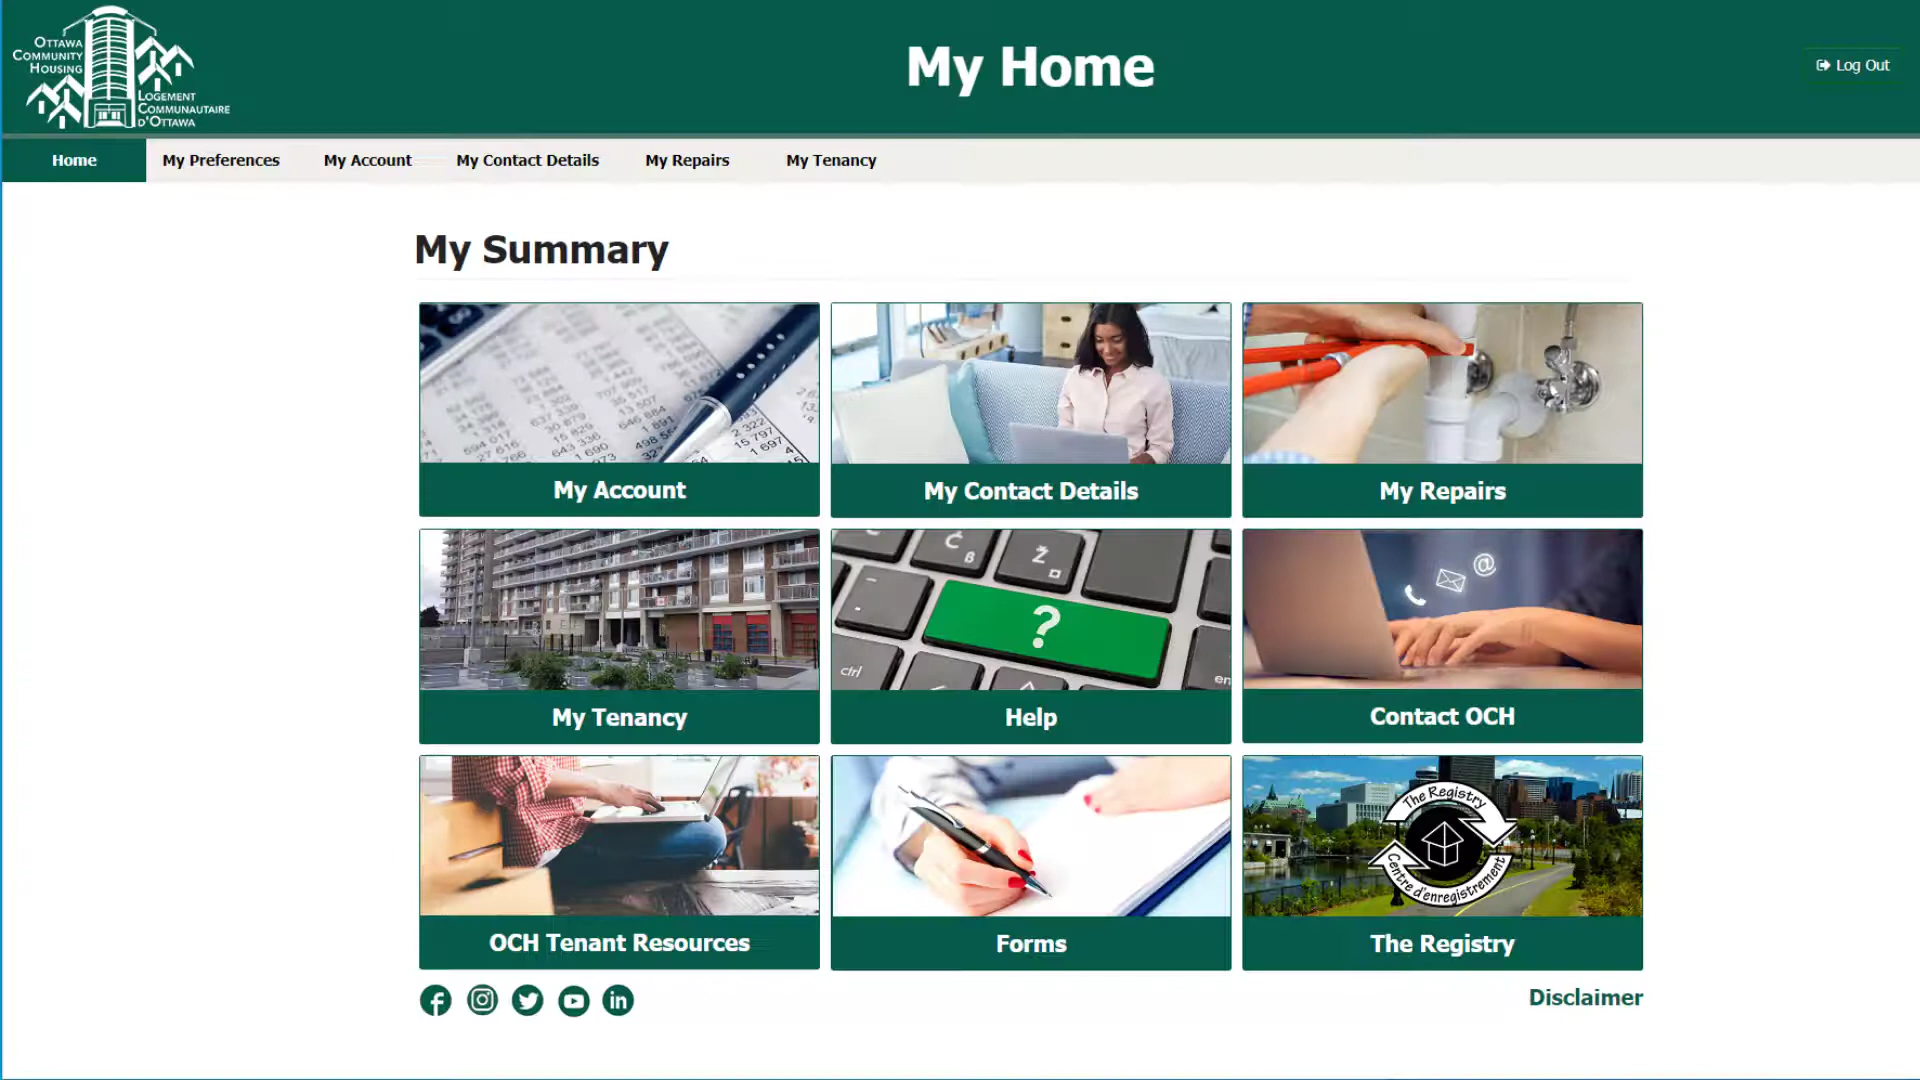 OTTAWA
COMMUNITY
HOUSING
LOGEMENT
COMMUNAUTAIRE
D'OTTAWA
My Home
Log Out
Home
My Preferences
My Account
My Contact Details
My Repairs
My Tenancy
My Summary
My Account
My Contact Details
My Repairs
?
ctrl
@
My Tenancy
Help
Contact OCH
The Registry
Centre d'enregistrement
OCH Tenant Resources
Forms
The Registry
Disclaimer